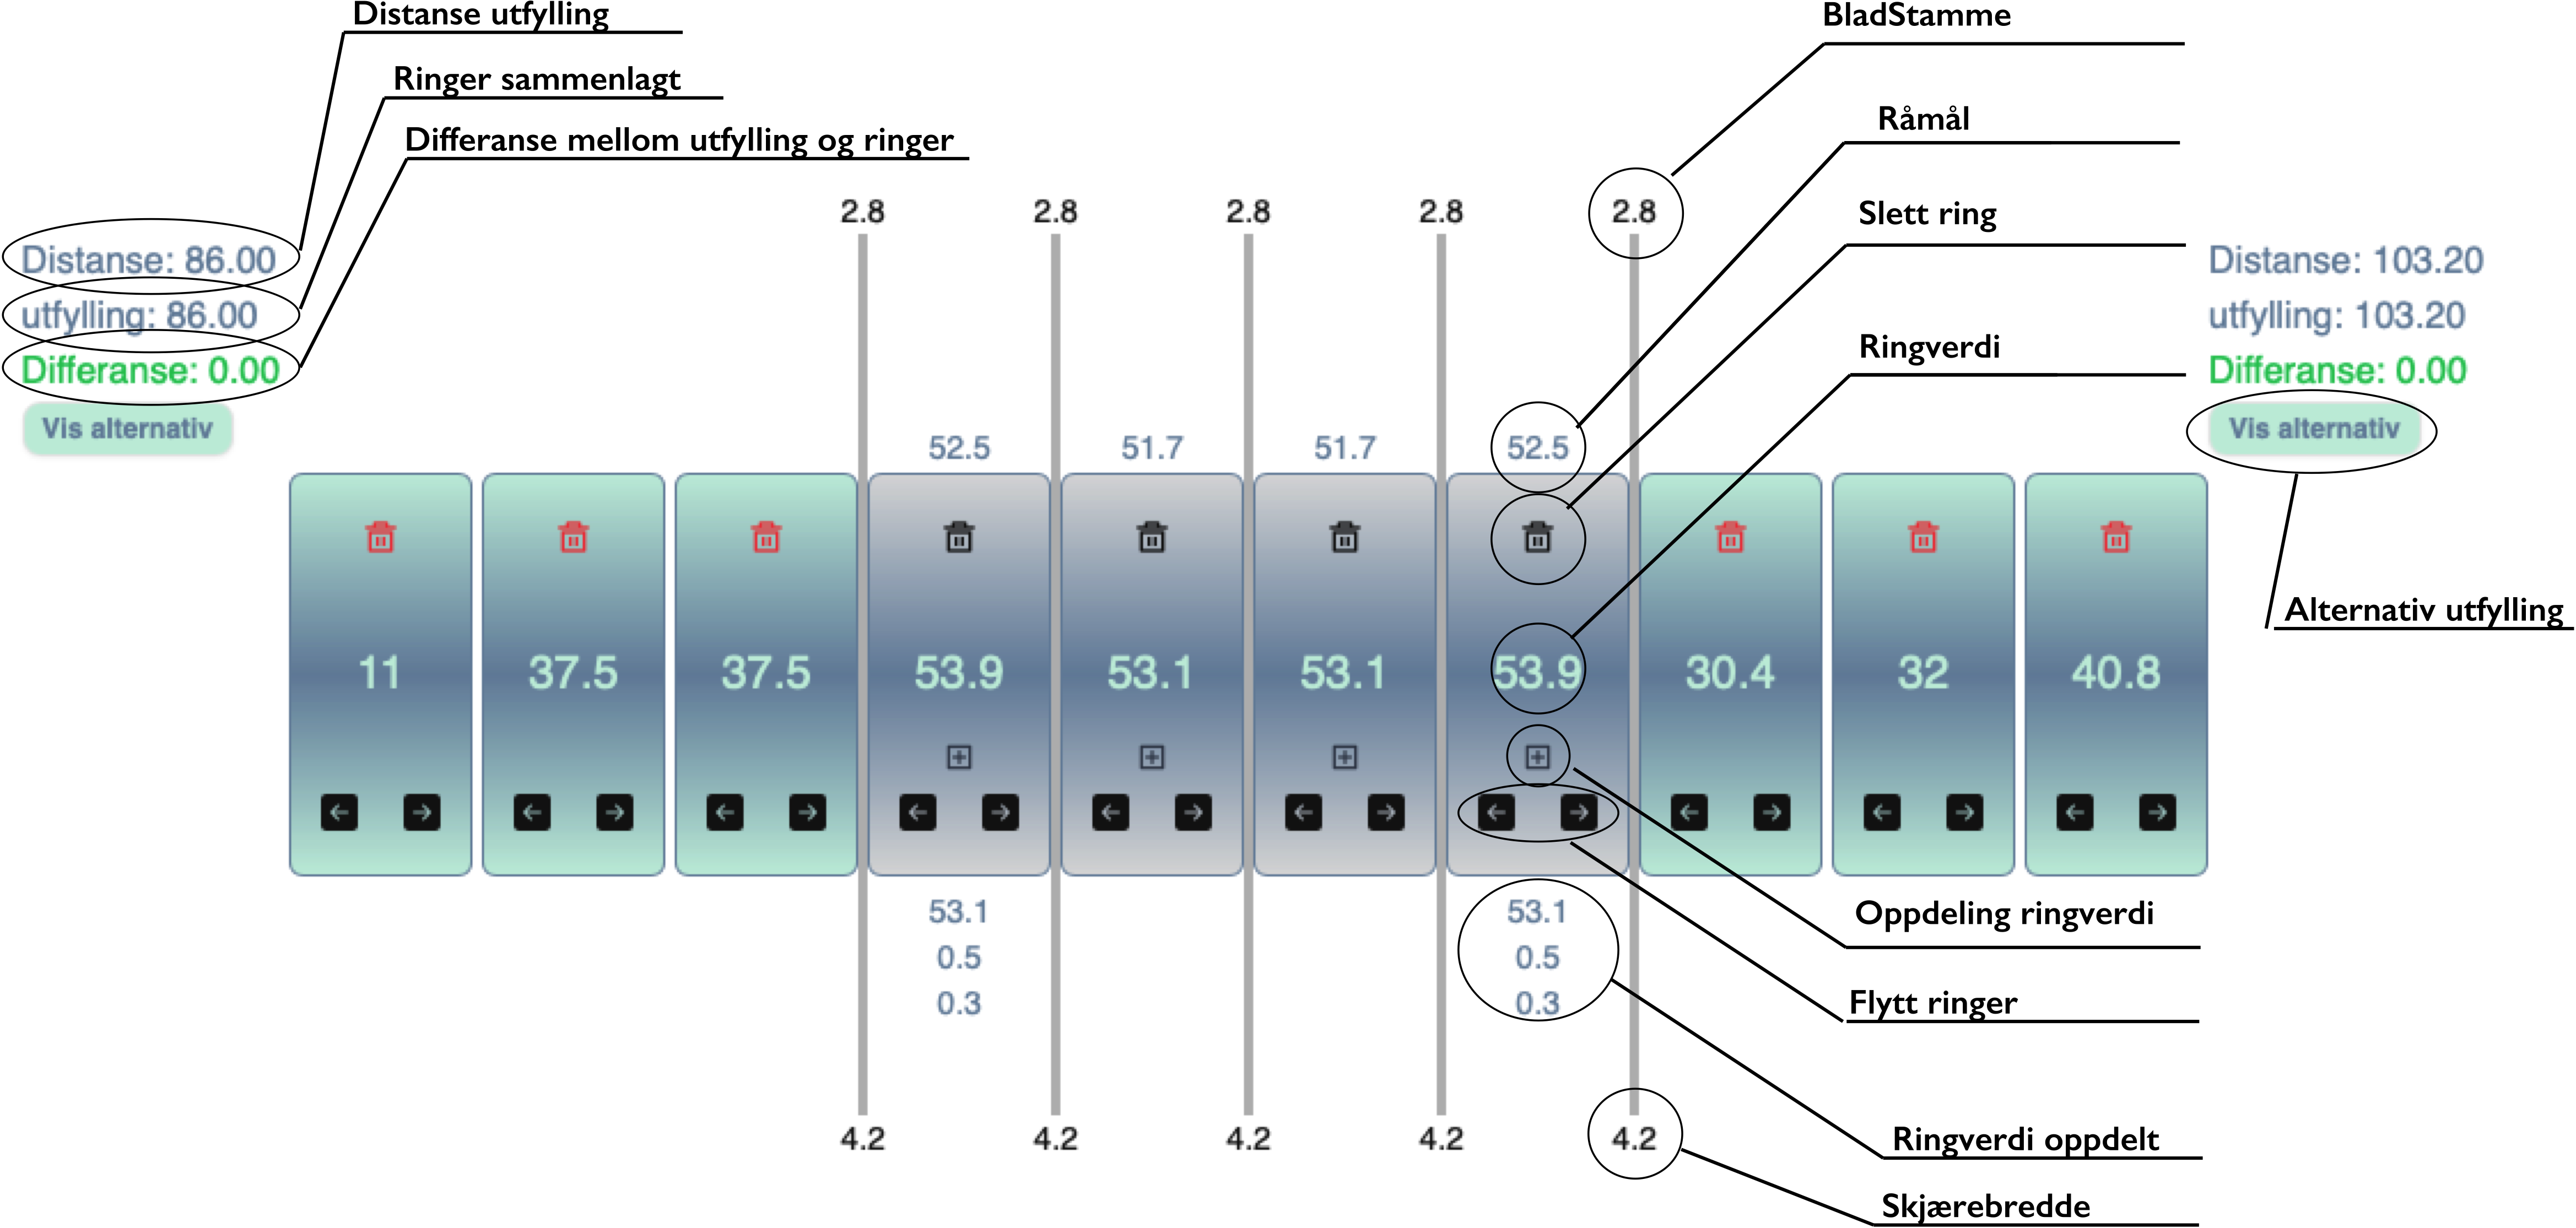 Distanse utfylling
Ringer sammenlagt
Differanse mellom utfylling og ringer
BladStamme
Råmål
Slett ring
Ringverdi
2.8 2.8 2.8 2.8 2.8
Distanse: 86.00
utfylling: 86.00
Differanse: 0.00
Vis alternativ
Distanse: 103.20
utfylling: 103.20
Differanse: 0.00
Vis alternativ
52.5 51.7 51.7 52.5
Alternativ utfylling
11 37.5 37.5 53.9 53.1 53.1 53.9 30.4 32 40.8
53.1
0.5
0.3
53.1
0.5
0.3
Oppdeling ringverdi
Flytt ringer
4.2 4.2 4.2 4.2 4.2
Ringverdi oppdelt
Skjærebredde